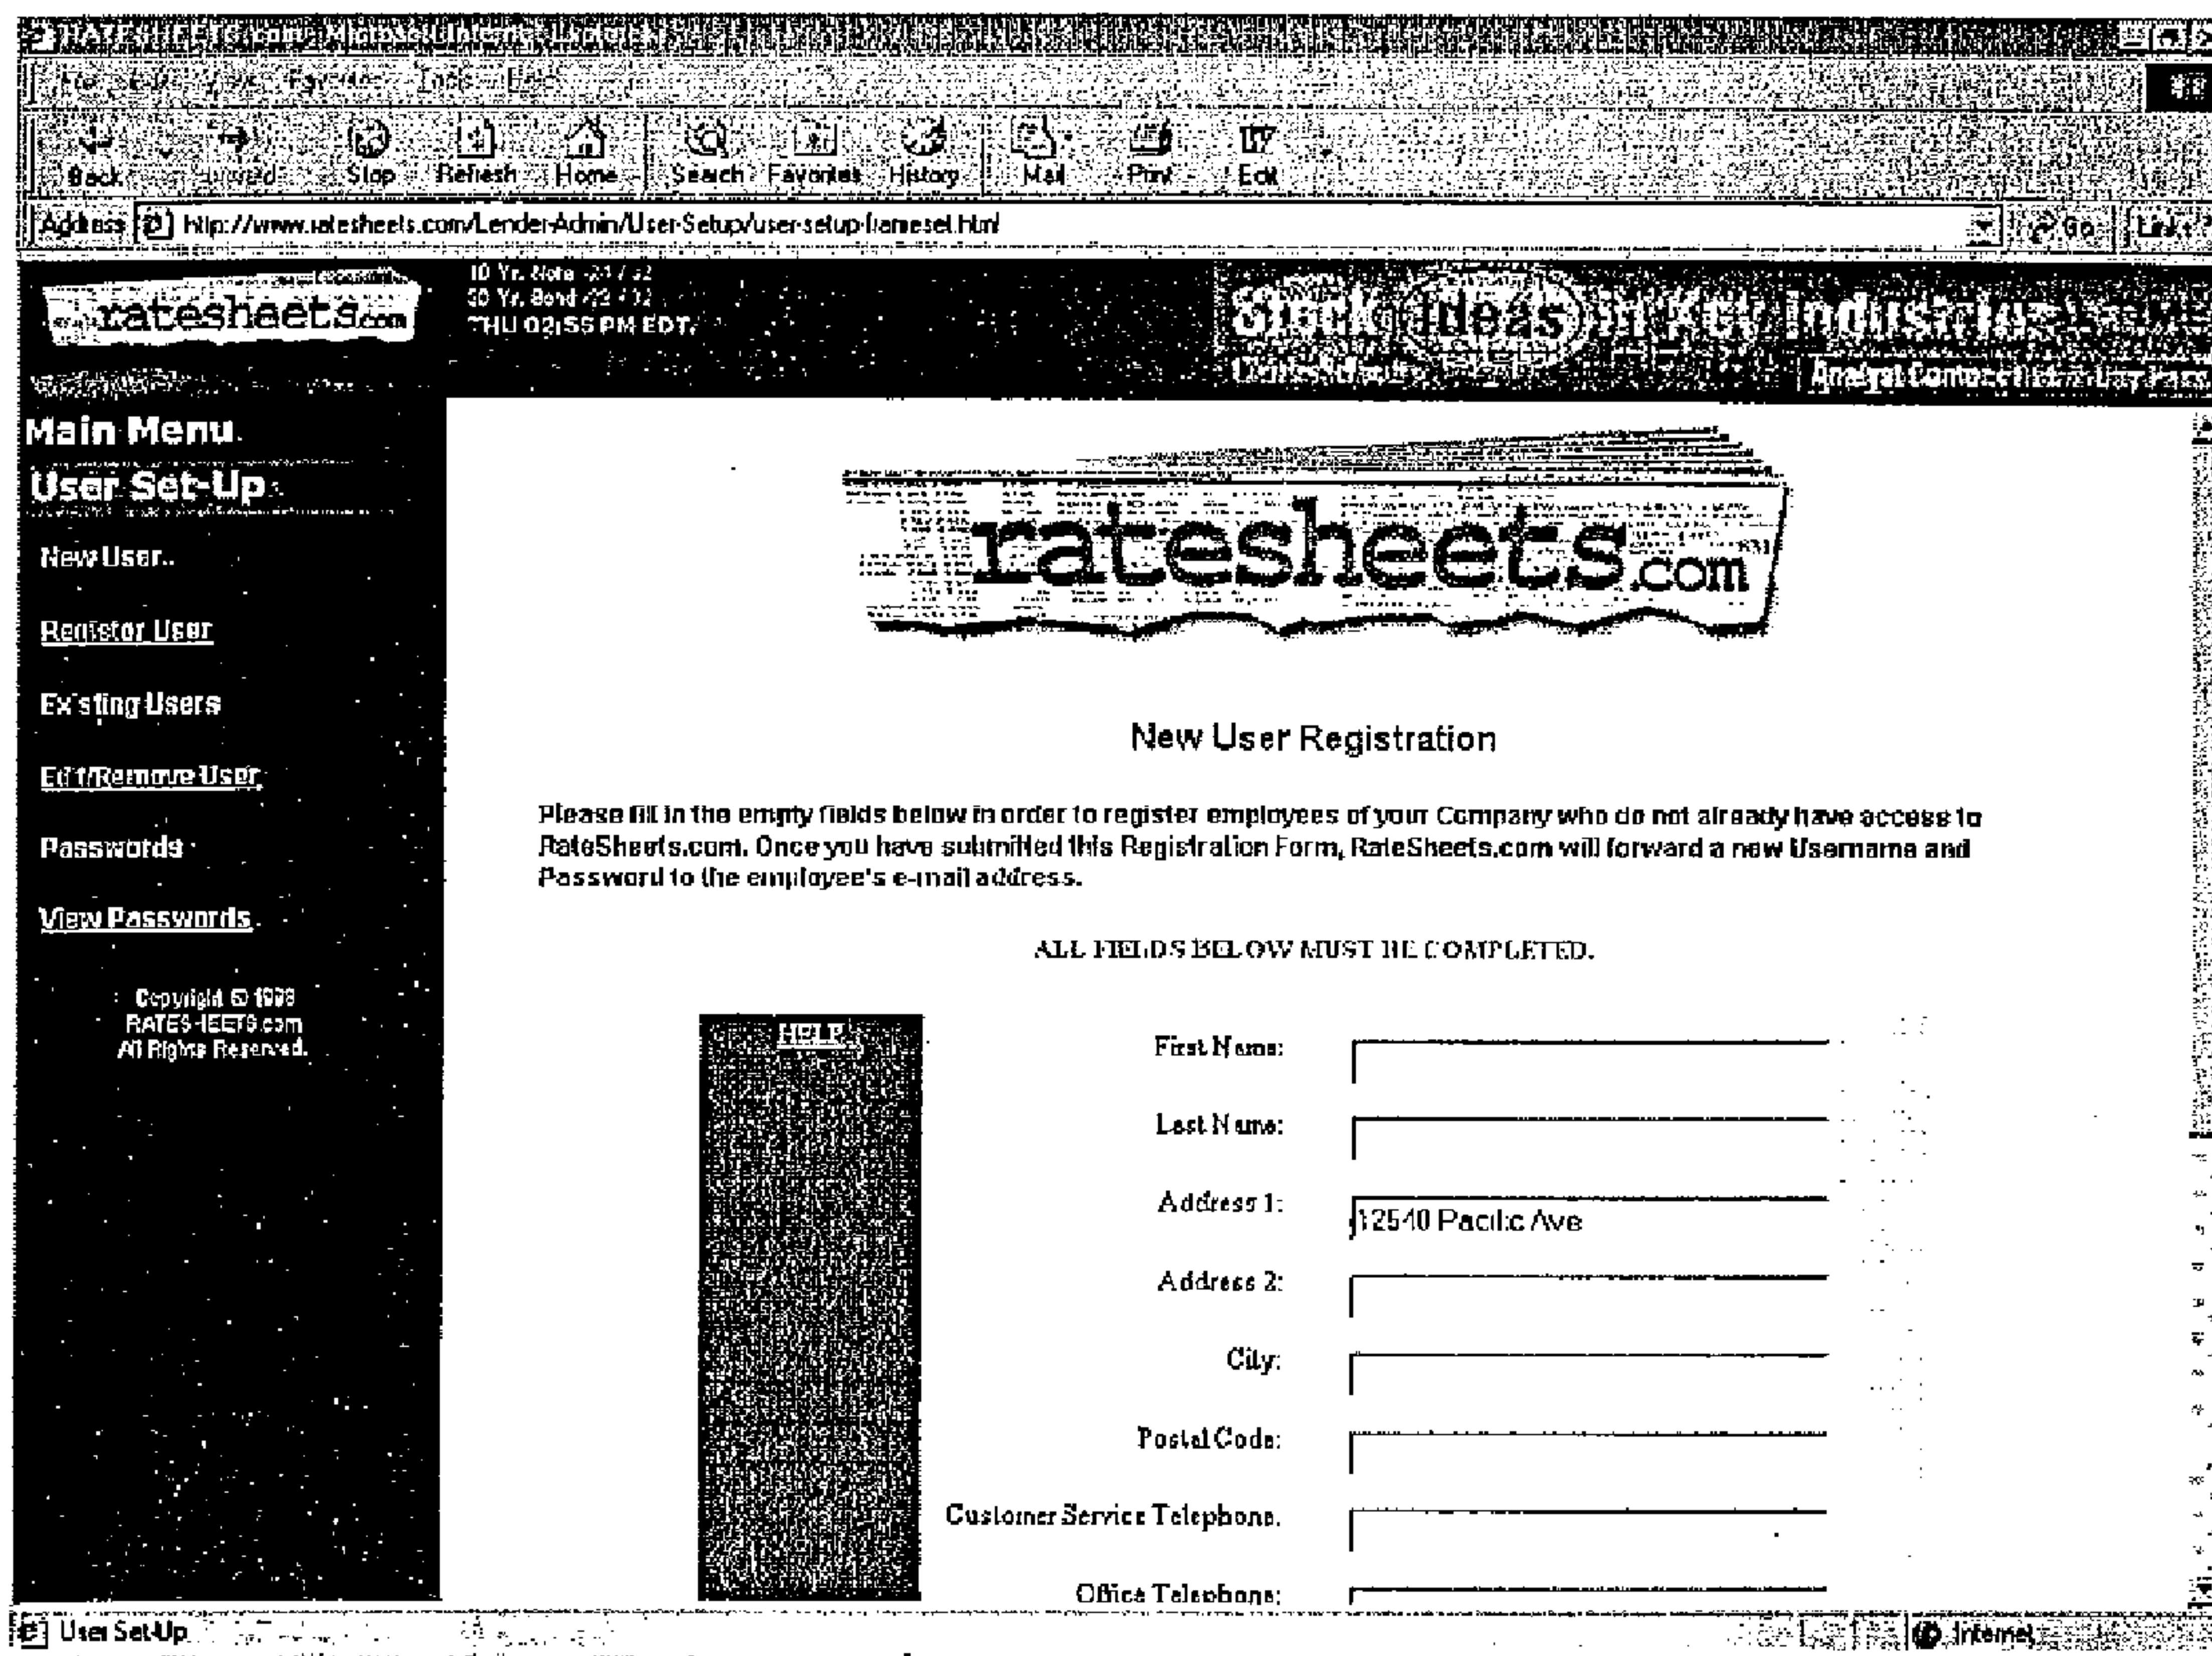 Back Stop Refresh Home Search Favorites History Mail Print Edit
Address http://www.ratesheets.com/Lender-Admin/User-Setup/user-setup-frameset.html Go Links
ratesheets.com
10 Yr. Note
30 Yr. Bond
THU 02:55 PM EDT.
Stock Ideas Key Industries
Analyst Connect
Main Menu
User Set-Up
New User
Register User
Existing Users
Edit/Remove User
Passwords
View Passwords
Copyright © 1998
RATESHEETS.com
All Rights Reserved.
ratesheets.com
New User Registration
Please fill in the empty fields below in order to register employees of your Company who do not already have access to
RateSheets.com. Once you have submitted this Registration Form, RateSheets.com will forward a new Username and
Password to the employee's e-mail address.
ALL FIELDS BELOW MUST BE COMPLETED.
HELP
First Name:
Last Name:
Address 1: 12540 Pacific Ave
Address 2:
City:
Postal Code:
Customer Service Telephone:
Office Telephone:
User Set-Up Internet